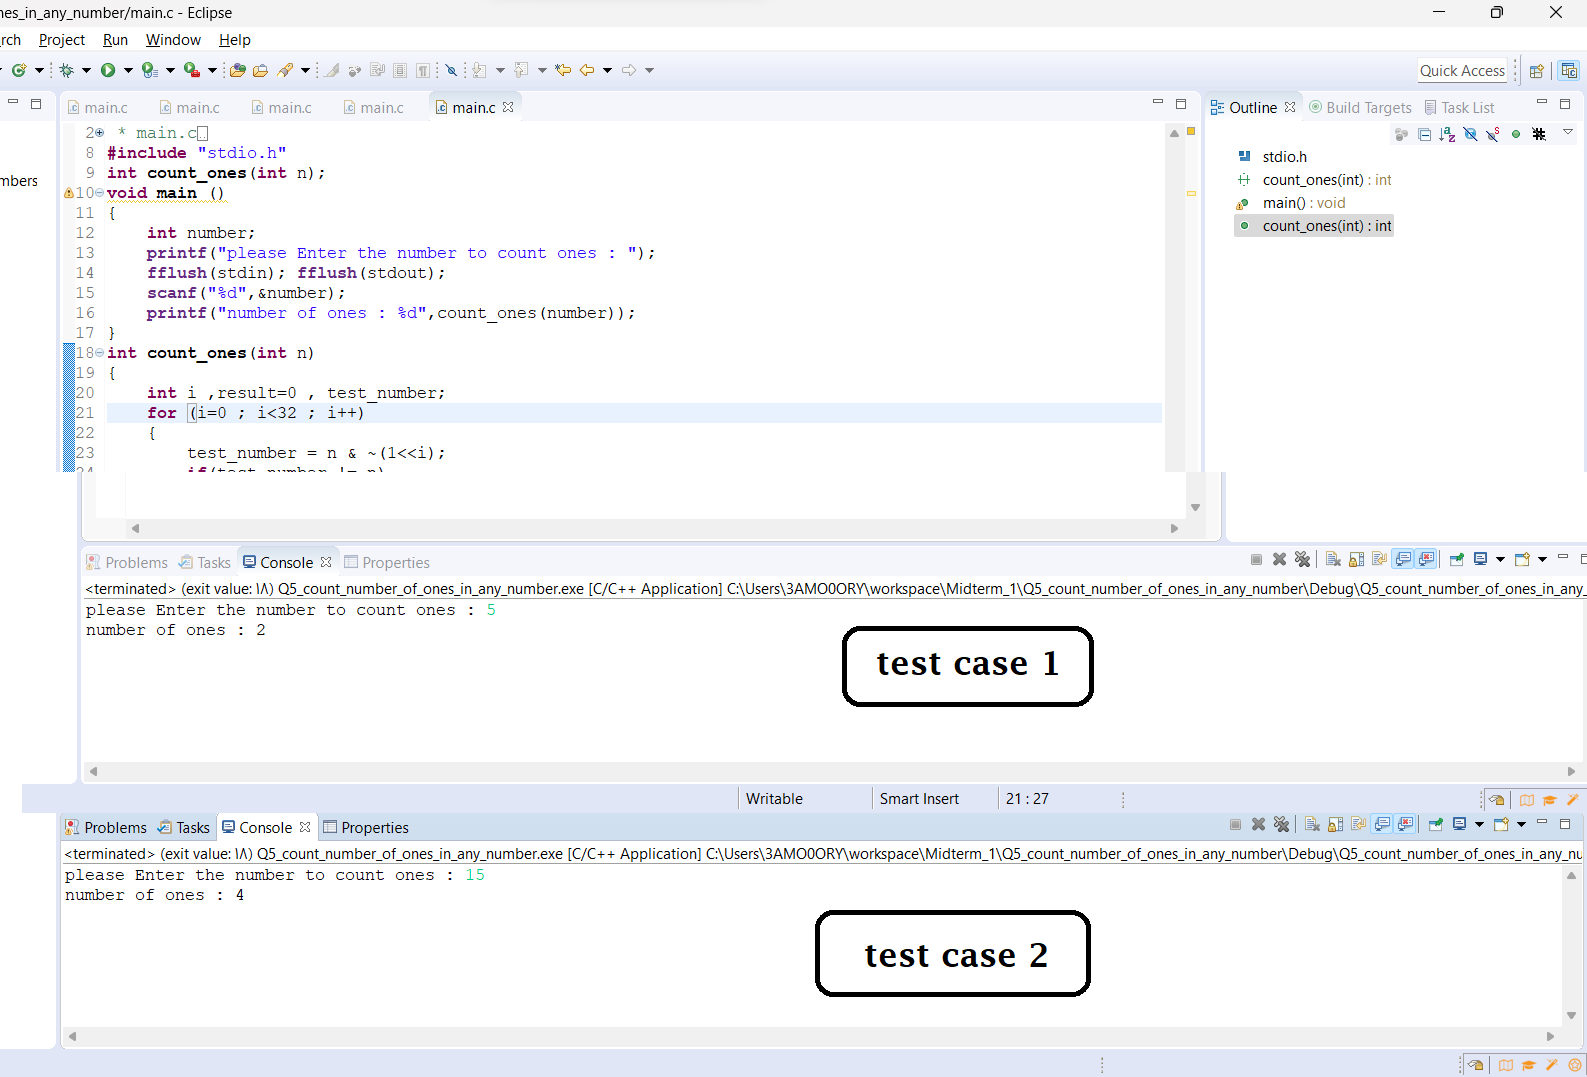 nes_in_any_number/main.c - Eclipse
rch Project Run Window Help
Quick Access
main.c main.c main.c main.c main.c
Outline Build Targets Task List
mbers
2 * main.c
8 #include "stdio.h"
9 int count_ones(int n);
10 void main ()
11 {
12 int number;
13 printf("please Enter the number to count ones : ");
14 fflush(stdin); fflush(stdout);
15 scanf("%d",&number);
16 printf("number of ones : %d",count_ones(number));
17 }
18 int count_ones(int n)
19 {
20 int i ,result=0 , test_number;
21 for (i=0 ; i<32 ; i++)
22 {
23 test_number = n & ~(1<<i);
24 if(test_number != n)
stdio.h
count_ones(int) : int
main() : void
count_ones(int) : int
Problems Tasks Console Properties
<terminated> (exit value: ١٨) Q5_count_number_of_ones_in_any_number.exe [C/C++ Application] C:\Users\3AMO0ORY\workspace\Midterm_1\Q5_count_number_of_ones_in_any_number\Debug\Q5_count_number_of_ones_in_any_
please Enter the number to count ones : 5
number of ones : 2
test case 1
Writable Smart Insert 21 : 27
Problems Tasks Console Properties
<terminated> (exit value: ١٨) Q5_count_number_of_ones_in_any_number.exe [C/C++ Application] C:\Users\3AMO0ORY\workspace\Midterm_1\Q5_count_number_of_ones_in_any_number\Debug\Q5_count_number_of_ones_in_any_nu
please Enter the number to count ones : 15
number of ones : 4
test case 2